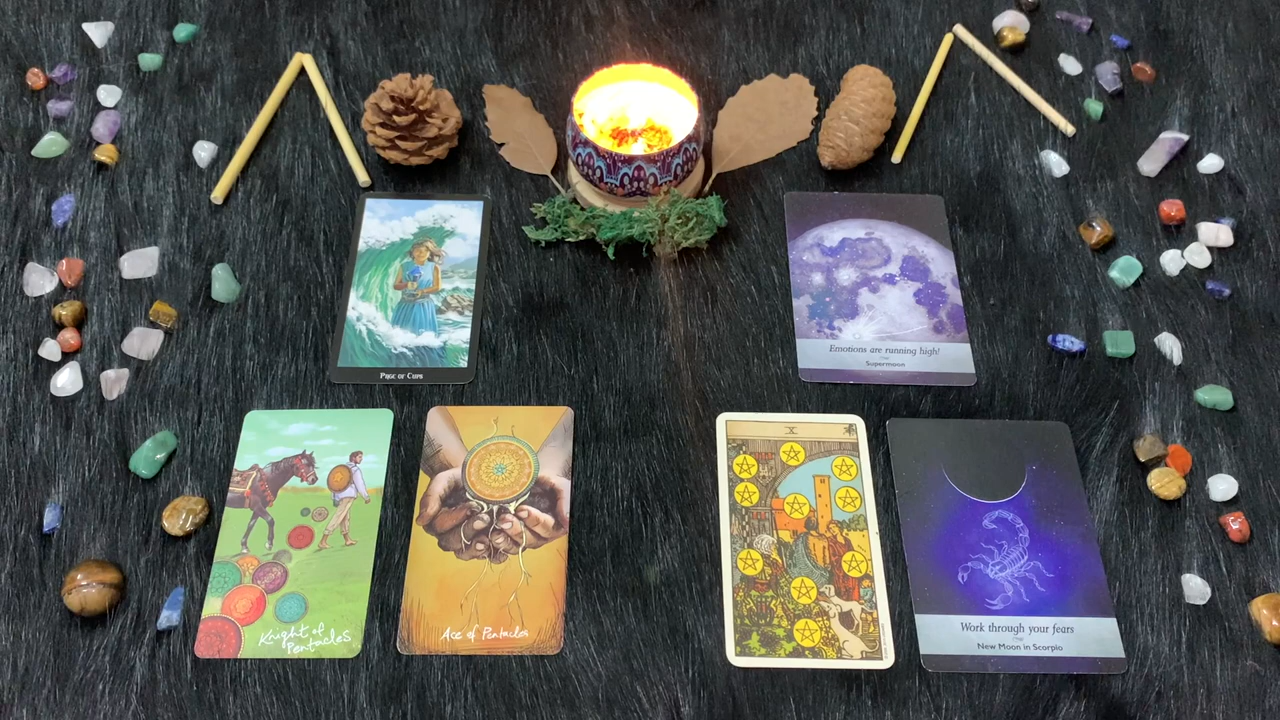 Page of Cups
Emotions are running high!
Supermoon
Knight of
Pentacles
Ace of Pentacles
X
Work through your fears
New Moon in Scorpio